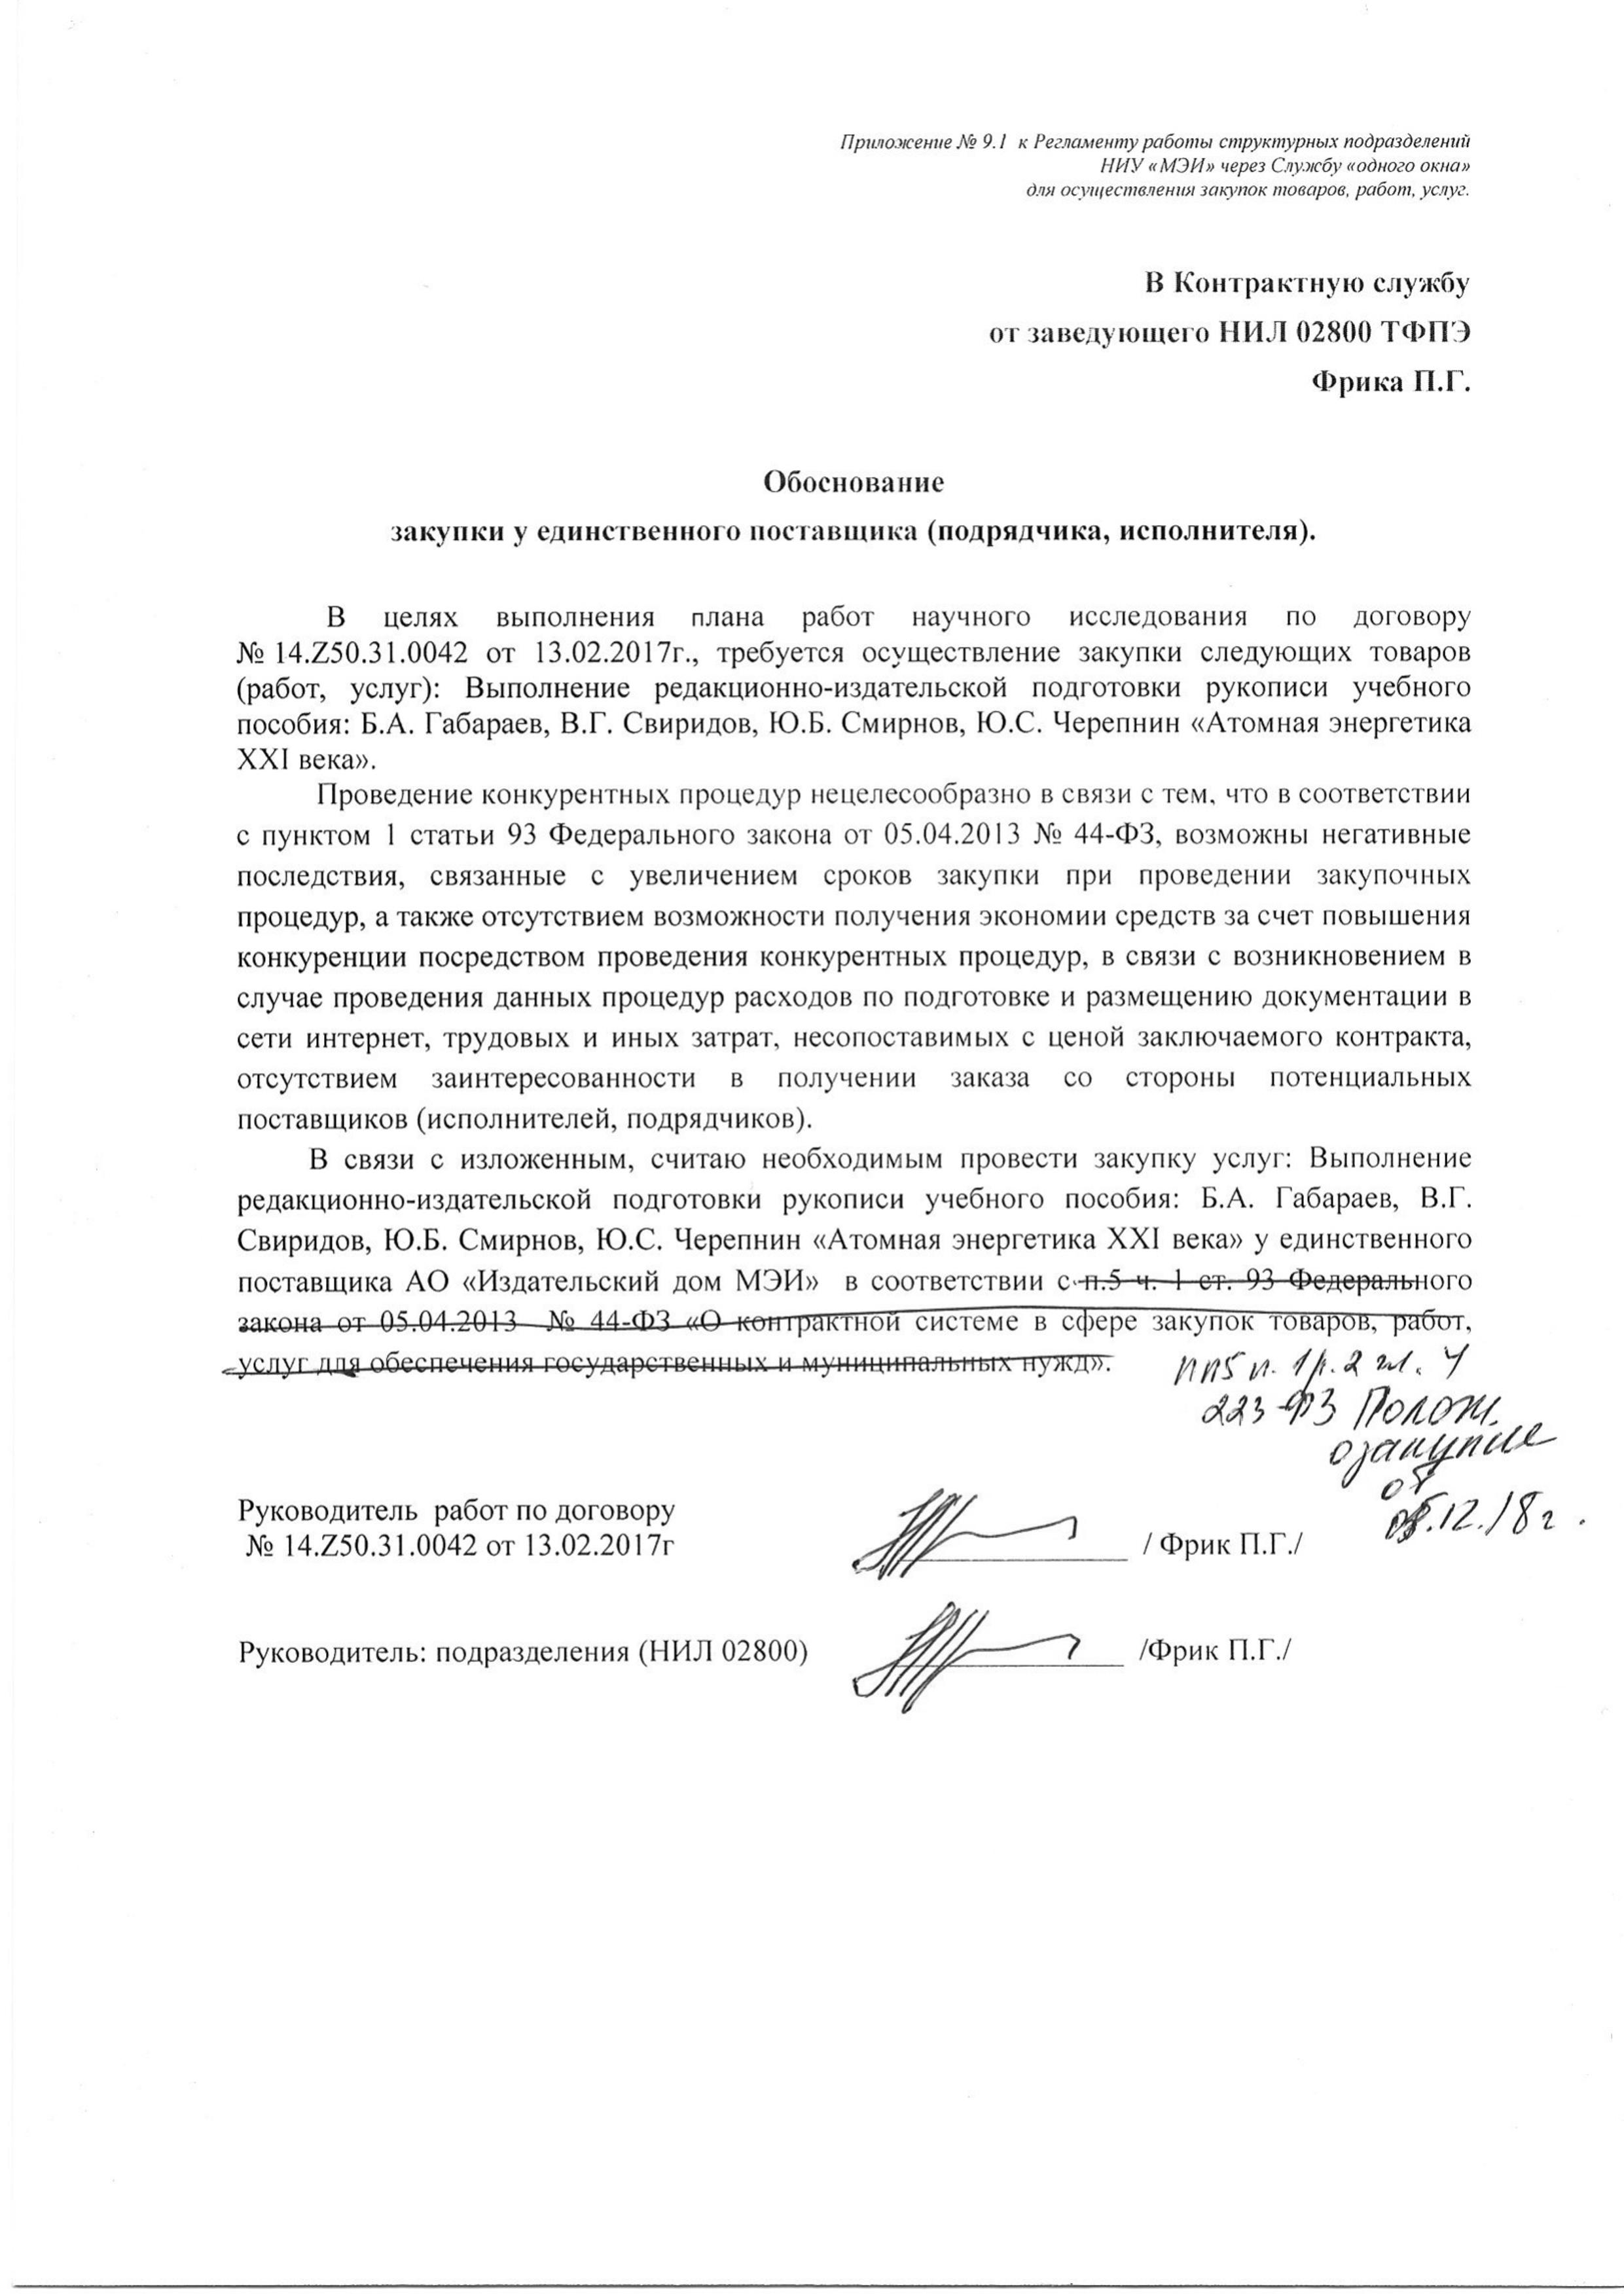 Приложение № 9.1 к Регламенту работы структурных подразделений
НИУ «МЭИ» через Службу «одного окна»
для осуществления закупок товаров, работ, услуг.
В Контрактную службу
от заведующего НИЛ 02800 ТФПЭ
Фрика П.Г.
Обоснование
закупки у единственного поставщика (подрядчика, исполнителя).
В целях выполнения плана работ научного исследования по договору
№ 14.Z50.31.0042 от 13.02.2017г., требуется осуществление закупки следующих товаров
(работ, услуг): Выполнение редакционно-издательской подготовки рукописи учебного
пособия: Б.А. Габараев, В.Г. Свиридов, Ю.Б. Смирнов, Ю.С. Черепнин «Атомная энергетика
XXI века».
Проведение конкурентных процедур нецелесообразно в связи с тем, что в соответствии
с пунктом 1 статьи 93 Федерального закона от 05.04.2013 № 44-ФЗ, возможны негативные
последствия, связанные с увеличением сроков закупки при проведении закупочных
процедур, а также отсутствием возможности получения экономии средств за счет повышения
конкуренции посредством проведения конкурентных процедур, в связи с возникновением в
случае проведения данных процедур расходов по подготовке и размещению документации в
сети интернет, трудовых и иных затрат, несопоставимых с ценой заключаемого контракта,
отсутствием заинтересованности в получении заказа со стороны потенциальных
поставщиков (исполнителей, подрядчиков).
В связи с изложенным, считаю необходимым провести закупку услуг: Выполнение
редакционно-издательской подготовки рукописи учебного пособия: Б.А. Габараев, В.Г.
Свиридов, Ю.Б. Смирнов, Ю.С. Черепнин «Атомная энергетика XXI века» у единственного
поставщика АО «Издательский дом МЭИ» в соответствии с п.5 ч. 1 ст. 93 Федерального
закона от 05.04.2013 № 44-ФЗ «О контрактной системе в сфере закупок товаров, работ,
услуг для обеспечения государственных и муниципальных нужд».
пп5 п. 1 р. 2 гл. 4
223-ФЗ Полож.
о закупке
от
.12.18г.
Руководитель работ по договору
№ 14.Z50.31.0042 от 13.02.2017г / Фрик П.Г./
Руководитель: подразделения (НИЛ 02800) /Фрик П.Г./